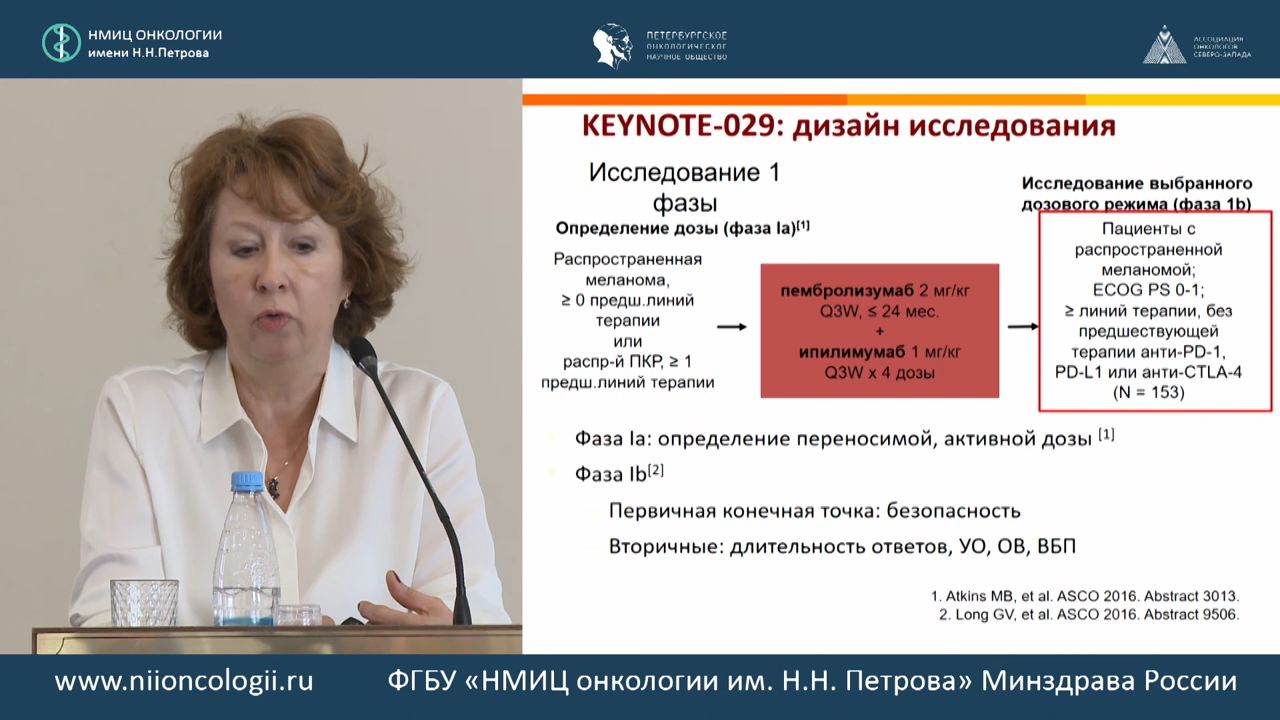 НМИЦ ОНКОЛОГИИ
имени Н.Н.Петрова
ПЕТЕРБУРГСКОЕ
ОНКОЛОГИЧЕСКОЕ
НАУЧНОЕ ОБЩЕСТВО
АССОЦИАЦИЯ
ОНКОЛОГОВ
СЕВЕРО-ЗАПАДА
KEYNOTE-029: дизайн исследования
Исследование 1
фазы
Определение дозы (фаза Ia)[1]
Распространенная
меланома,
≥ 0 предш.линий
терапии
или
распр-й ПКР, ≥ 1
предш.линий терапии
пембролизумаб 2 мг/кг
Q3W, ≤ 24 мес.
+
ипилимумаб 1 мг/кг
Q3W x 4 дозы
Исследование выбранного
дозового режима (фаза 1b)
Пациенты с
распространенной
меланомой;
ECOG PS 0-1;
≥ линий терапии, без
предшествующей
терапии анти-PD-1,
PD-L1 или анти-CTLA-4
(N = 153)
Фаза Ia: определение переносимой, активной дозы [1]
Фаза Ib[2]
Первичная конечная точка: безопасность
Вторичные: длительность ответов, УО, ОВ, ВБП
1. Atkins MB, et al. ASCO 2016. Abstract 3013.
2. Long GV, et al. ASCO 2016. Abstract 9506.
www.niioncologii.ru
ФГБУ «НМИЦ онкологии им. Н.Н. Петрова» Минздрава России